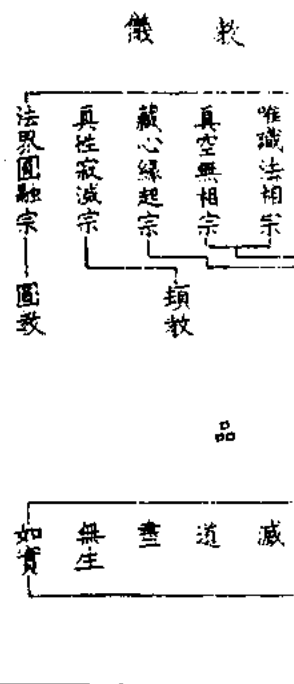 教儀
唯識法相宗
真空無相宗
藏心緣起宗
真性寂滅宗
法界圓融宗
頓教
圓教
品
滅
道
盡
無生
如實